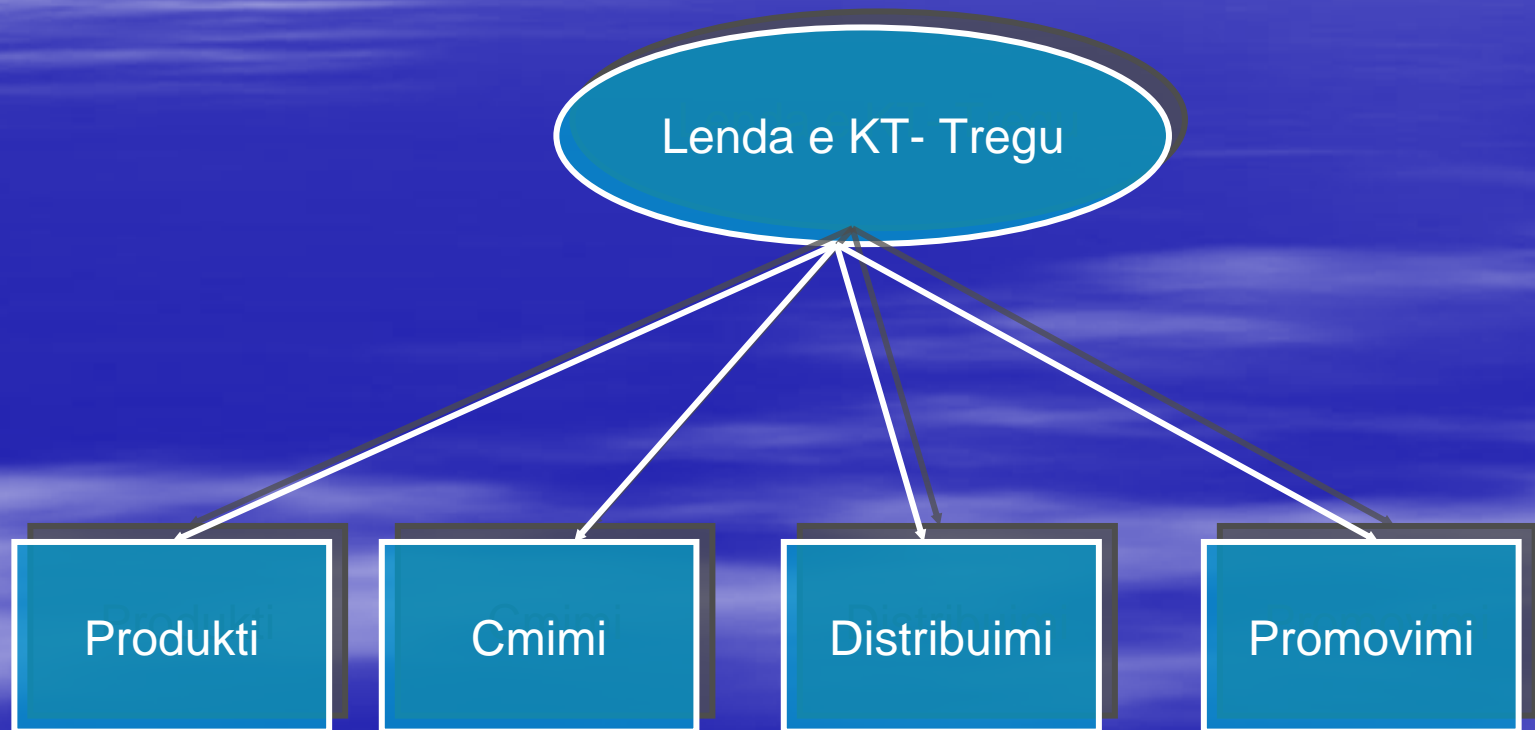 Lenda e KT- Tregu
Produkti
Cmimi
Distribuimi
Promovimi